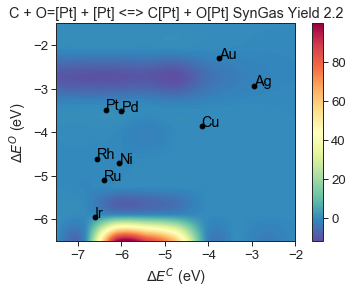 C + O=[Pt] + [Pt] <=> C[Pt] + O[Pt] SynGas Yield 2.2
−2
−3
−4
−5
−6
ΔE^O (eV)
Au
Ag
Pt
Pd
Cu
Rh
Ni
Ru
Ir
−7
−6
−5
−4
−3
−2
ΔE^C (eV)
80
60
40
20
0